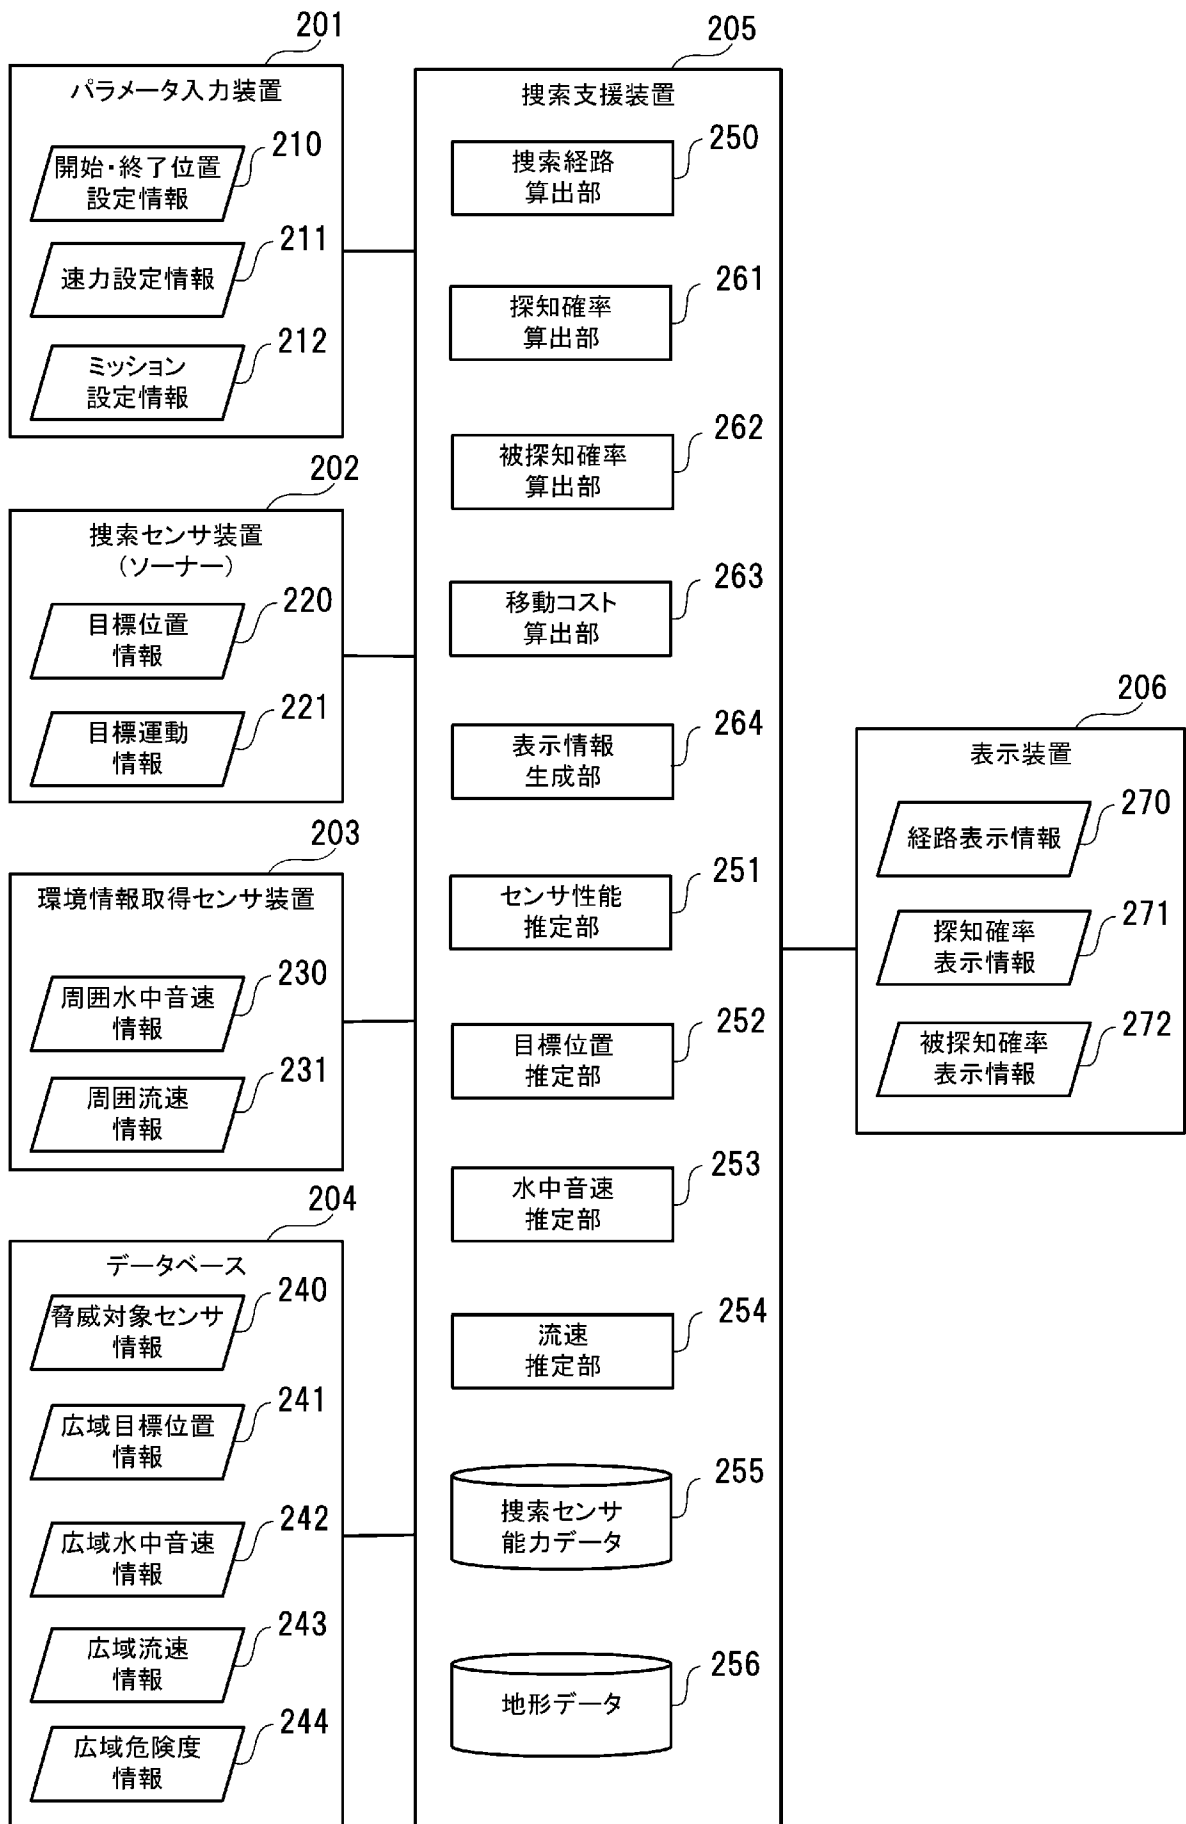 201
パラメータ入力装置
210
開始・終了位置
設定情報
211
速力設定情報
212
ミッション
設定情報
202
捜索センサ装置
(ソーナー)
220
目標位置
情報
221
目標運動
情報
203
環境情報取得センサ装置
230
周囲水中音速
情報
231
周囲流速
情報
204
データベース
240
脅威対象センサ
情報
241
広域目標位置
情報
242
広域水中音速
情報
243
広域流速
情報
244
広域危険度
情報
205
捜索支援装置
250
捜索経路
算出部
261
探知確率
算出部
262
被探知確率
算出部
263
移動コスト
算出部
264
表示情報
生成部
251
センサ性能
推定部
252
目標位置
推定部
253
水中音速
推定部
254
流速
推定部
255
捜索センサ
能力データ
256
地形データ
206
表示装置
270
経路表示情報
271
探知確率
表示情報
272
被探知確率
表示情報